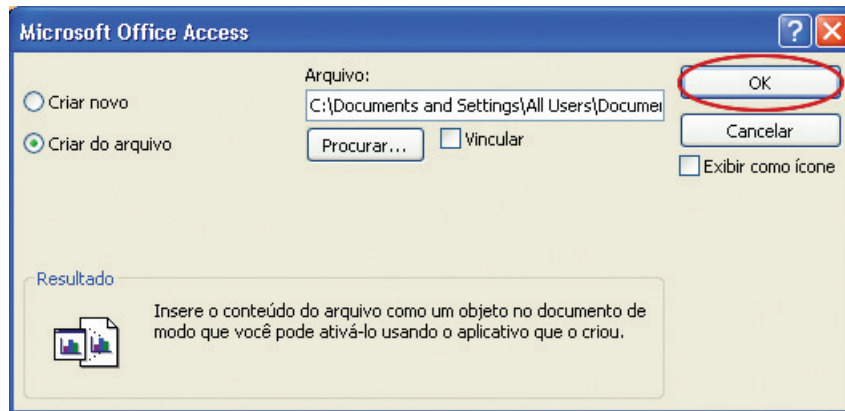 Microsoft Office Access
Arquivo:
Criar novo
C:\Documents and Settings\All Users\Documen
OK
Criar do arquivo
Procurar...
Vincular
Cancelar
Exibir como ícone
Resultado
Insere o conteúdo do arquivo como um objeto no documento de
modo que você pode ativá-lo usando o aplicativo que o criou.